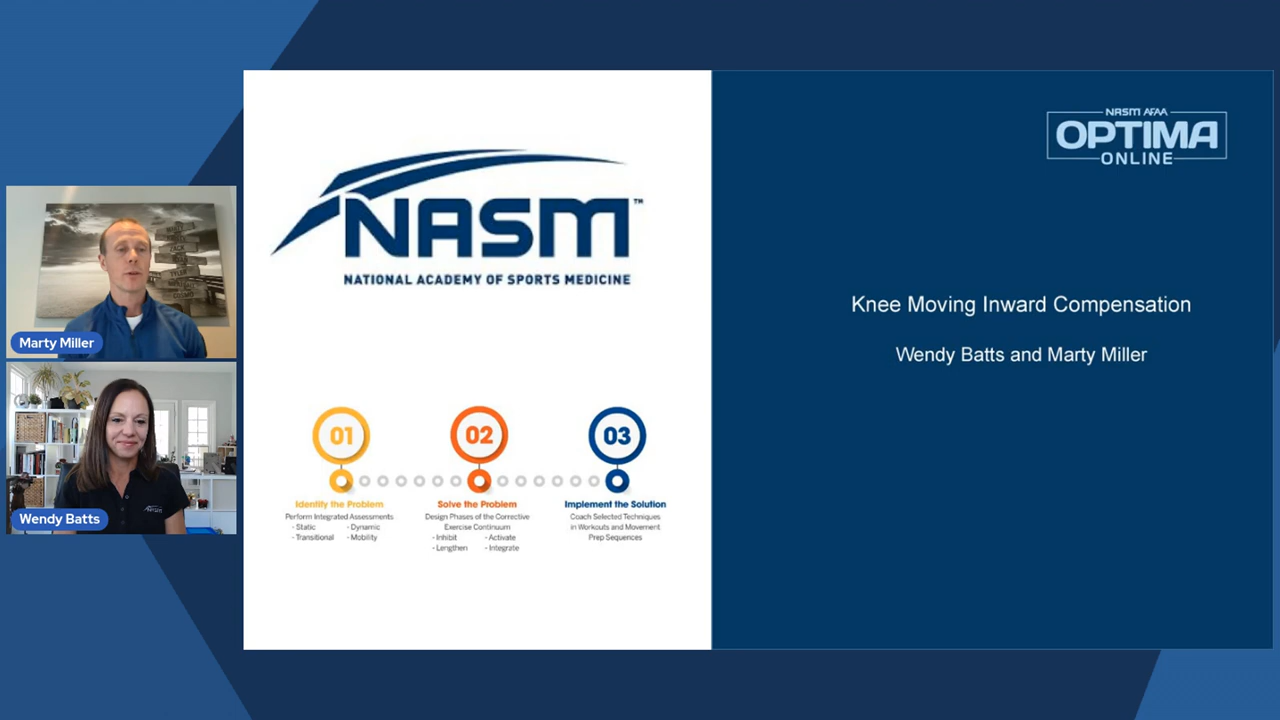 Marty Miller
Wendy Batts
NASM™
NATIONAL ACADEMY OF SPORTS MEDICINE
01
02
03
Identify the Problem
Perform Integrated Assessments
- Static
- Dynamic
- Transitional
- Mobility
Solve the Problem
Design Phases of the Corrective
Exercise Continuum
- Inhibit
- Activate
- Lengthen
- Integrate
Implement the Solution
Coach Selected Techniques
in Workouts and Movement
Prep Sequences
NASM AFAA
OPTIMA
ONLINE
Knee Moving Inward Compensation
Wendy Batts and Marty Miller
TYLER
NASM